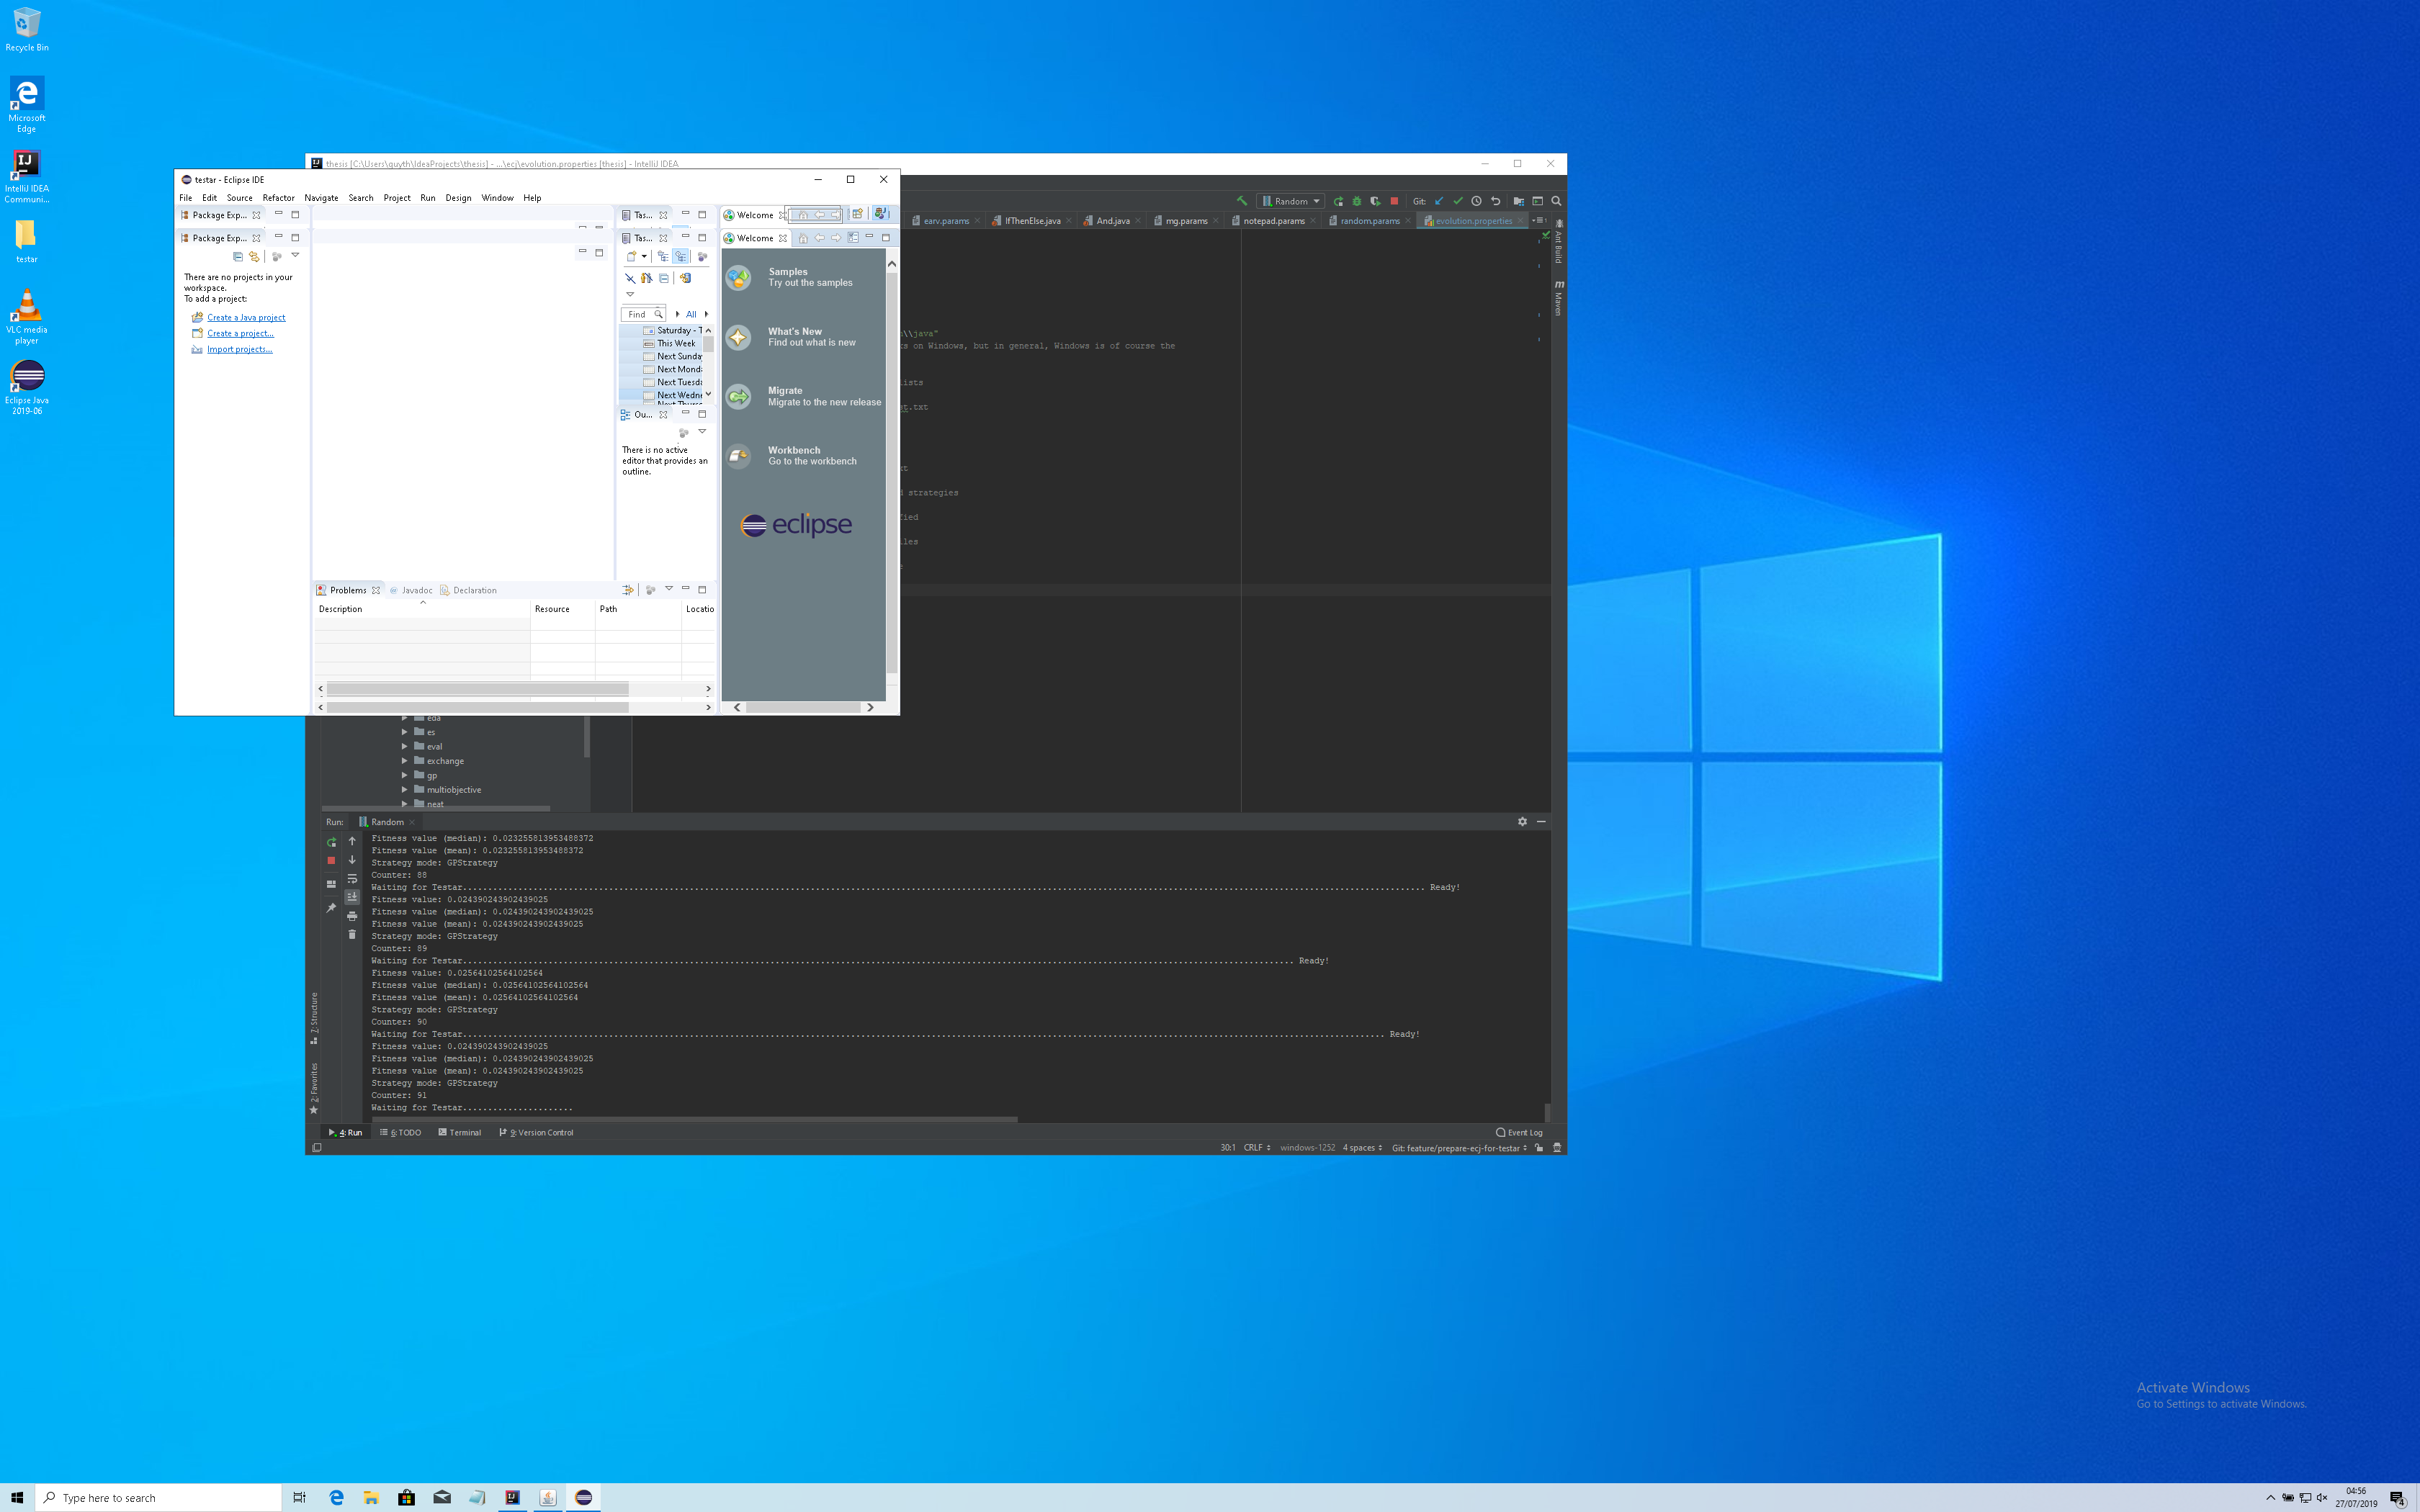 Recycle Bin
Microsoft
Edge
IntelliJ IDEA
Communi...
testar
VLC media
player
Eclipse Java
2019-06
thesis [C:\Users\quyth\IdeaProjects\thesis] - ...\ecj\evolution.properties [thesis] - IntelliJ IDEA
testar - Eclipse IDE
File Edit Source Refactor Navigate Search Project Run Design Window Help
Package Exp...
Tas...
Welcome
Package Exp...
Tas...
Welcome
There are no projects in your
workspace.
To add a project:
Create a Java project
Create a project...
Import projects...
Find
All
Saturday - T
This Week
Next Sunday
Next Monda
Next Tuesda
Next Wedne
Ou...
There is no active
editor that provides an
outline.
Samples
Try out the samples
What's New
Find out what is new
Migrate
Migrate to the new release
Workbench
Go to the workbench
eclipse
Problems Javadoc Declaration
Description Resource Path Locatio
Random Git:
earv.params IfThenElse.java And.java mg.params notepad.params random.params evolution.properties
Ant Build
Maven
\\java"
s on Windows, but in general, Windows is of course the
lists
.txt
strategies
fied
les
eda
es
eval
exchange
gp
multiobjective
neat
Run: Random
Fitness value (median): 0.023255813953488372
Fitness value (mean): 0.023255813953488372
Strategy mode: GPStrategy
Counter: 88
Waiting for Testar................ Ready!
Fitness value: 0.024390243902439025
Fitness value (median): 0.024390243902439025
Fitness value (mean): 0.024390243902439025
Strategy mode: GPStrategy
Counter: 89
Waiting for Testar................ Ready!
Fitness value: 0.02564102564102564
Fitness value (median): 0.02564102564102564
Fitness value (mean): 0.02564102564102564
Strategy mode: GPStrategy
Counter: 90
Waiting for Testar................ Ready!
Fitness value: 0.024390243902439025
Fitness value (median): 0.024390243902439025
Fitness value (mean): 0.024390243902439025
Strategy mode: GPStrategy
Counter: 91
Waiting for Testar......................
7: Structure
2: Favorites
4: Run 6: TODO Terminal 9: Version Control Event Log
30:1 CRLF windows-1252 4 spaces Git: feature/prepare-ecj-for-testar
Activate Windows
Go to Settings to activate Windows.
Type here to search
04:56
27/07/2019
4